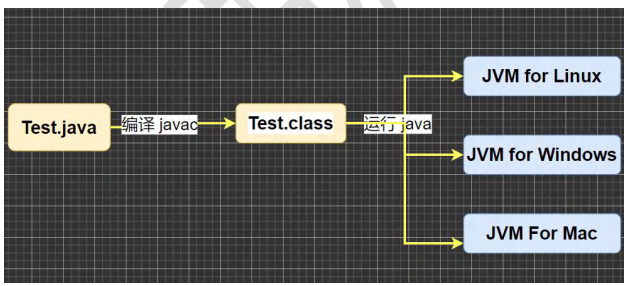 Test.java
编译 javac
Test.class
运行 java
JVM for Linux
JVM for Windows
JVM For Mac